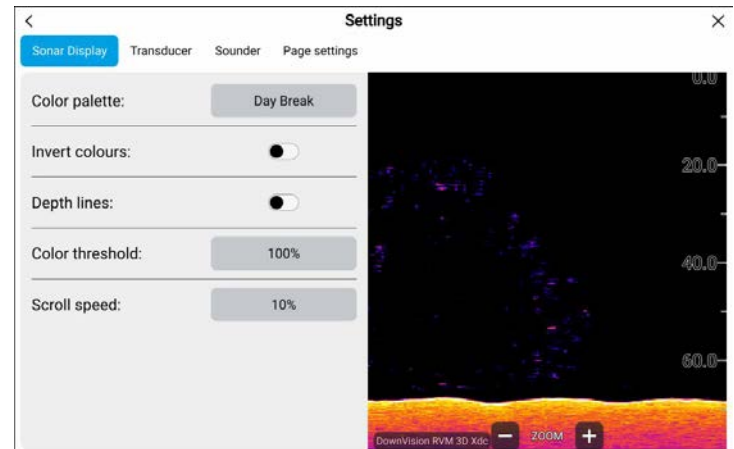 Settings
Sonar Display Transducer Sounder Page settings
Color palette: Day Break
Invert colours:
Depth lines:
Color threshold: 100%
Scroll speed: 10%
0.0
20.0
40.0
60.0
DownVision RVM 3D Xdc ZOOM